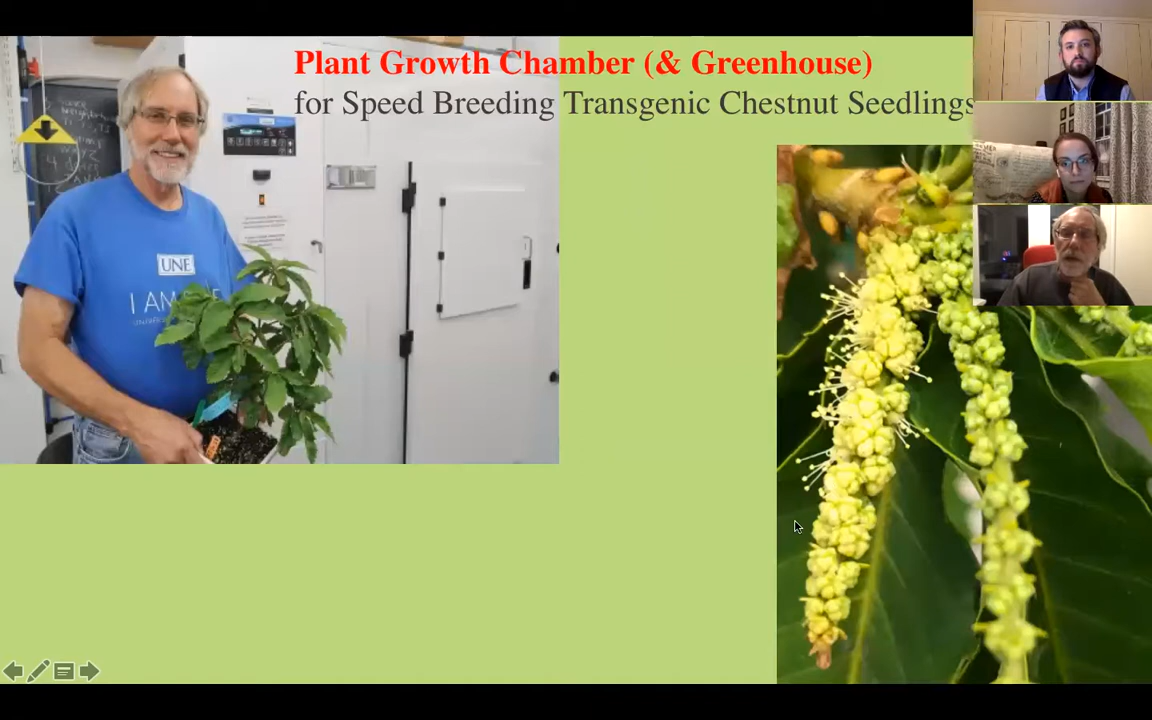 Plant Growth Chamber (& Greenhouse)
for Speed Breeding Transgenic Chestnut Seedlings
UNE
I AM